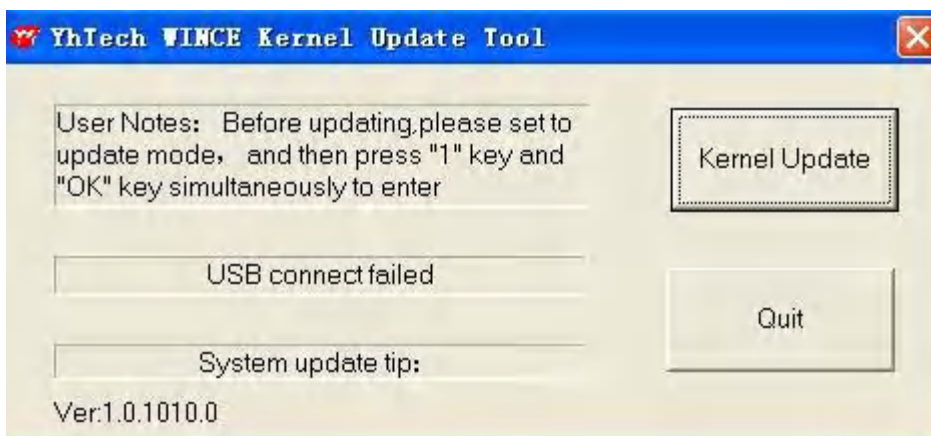 YhTech WINCE Kernel Update Tool
User Notes： Before updating,please set to
update mode， and then press "1" key and
"OK" key simultaneously to enter
Kernel Update
USB connect failed
Quit
System update tip：
Ver:1.0.1010.0